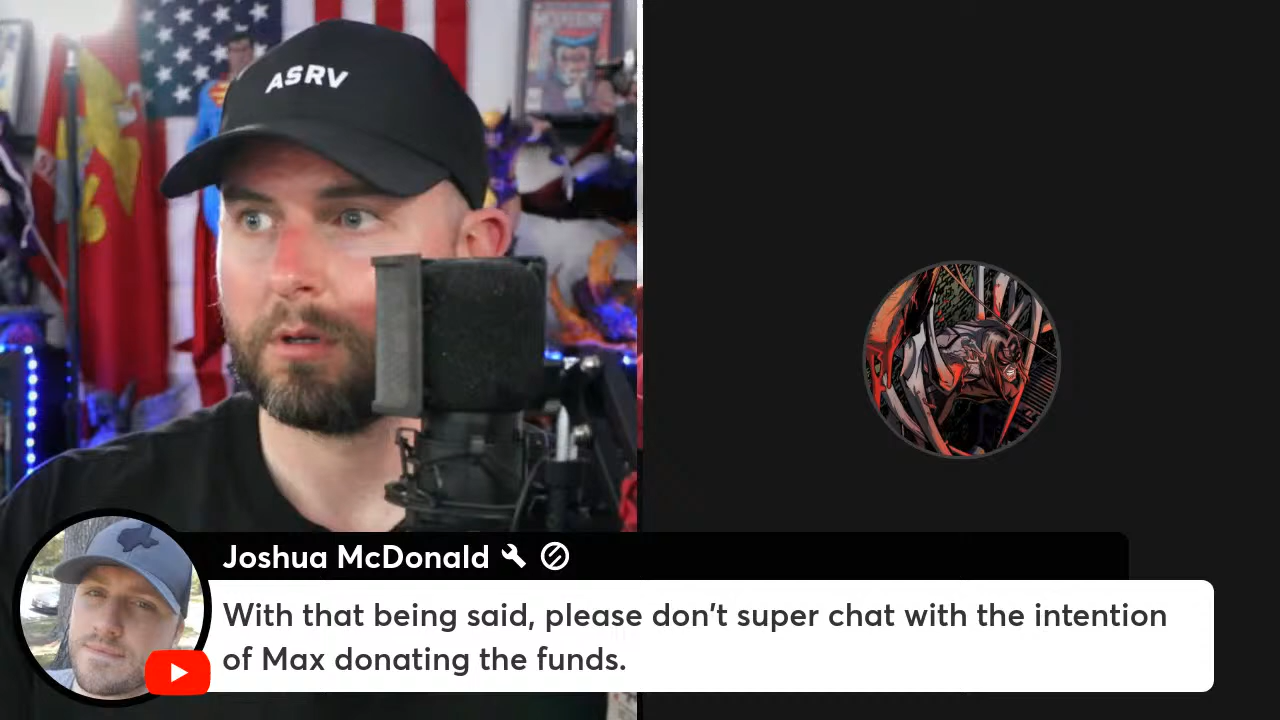 ASRV
WOLVERINE
Joshua McDonald
With that being said, please don't super chat with the intention
of Max donating the funds.